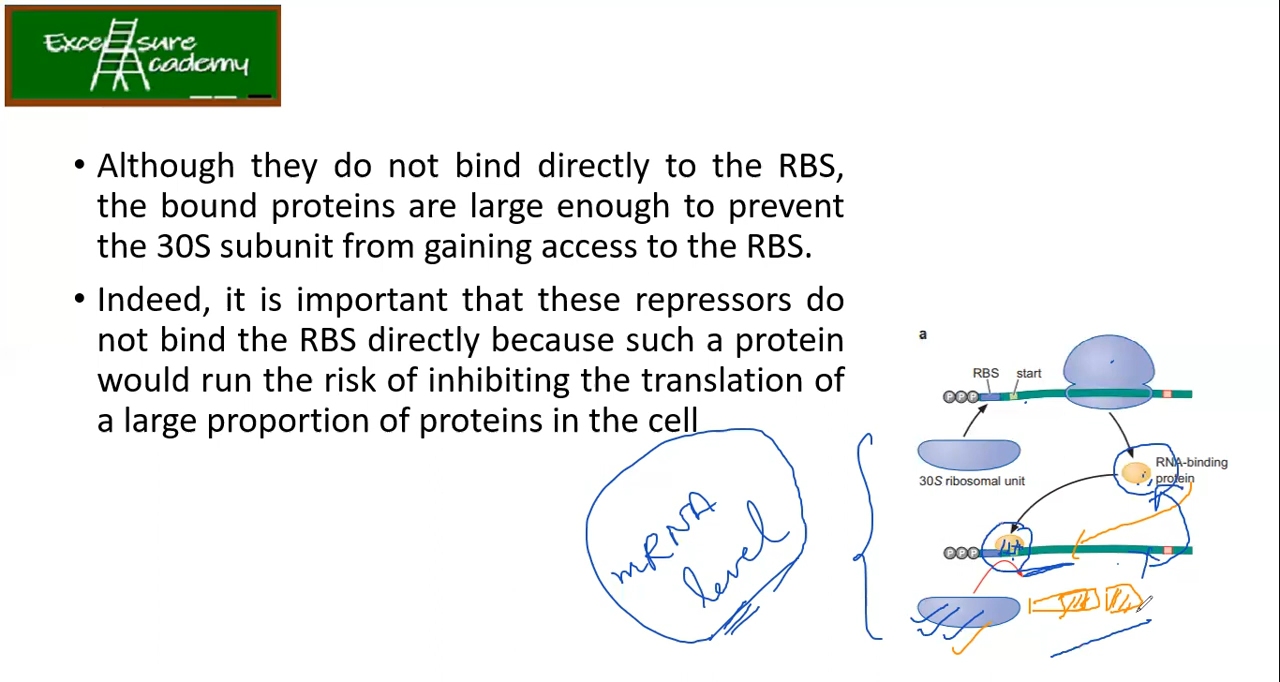 Exce sure
cademy
• Although they do not bind directly to the RBS,
the bound proteins are large enough to prevent
the 30S subunit from gaining access to the RBS.
• Indeed, it is important that these repressors do
not bind the RBS directly because such a protein
would run the risk of inhibiting the translation of
a large proportion of proteins in the cell
a
RBS start
P P P
30S ribosomal unit
RNA-binding
protein
P P P
mRNA
level